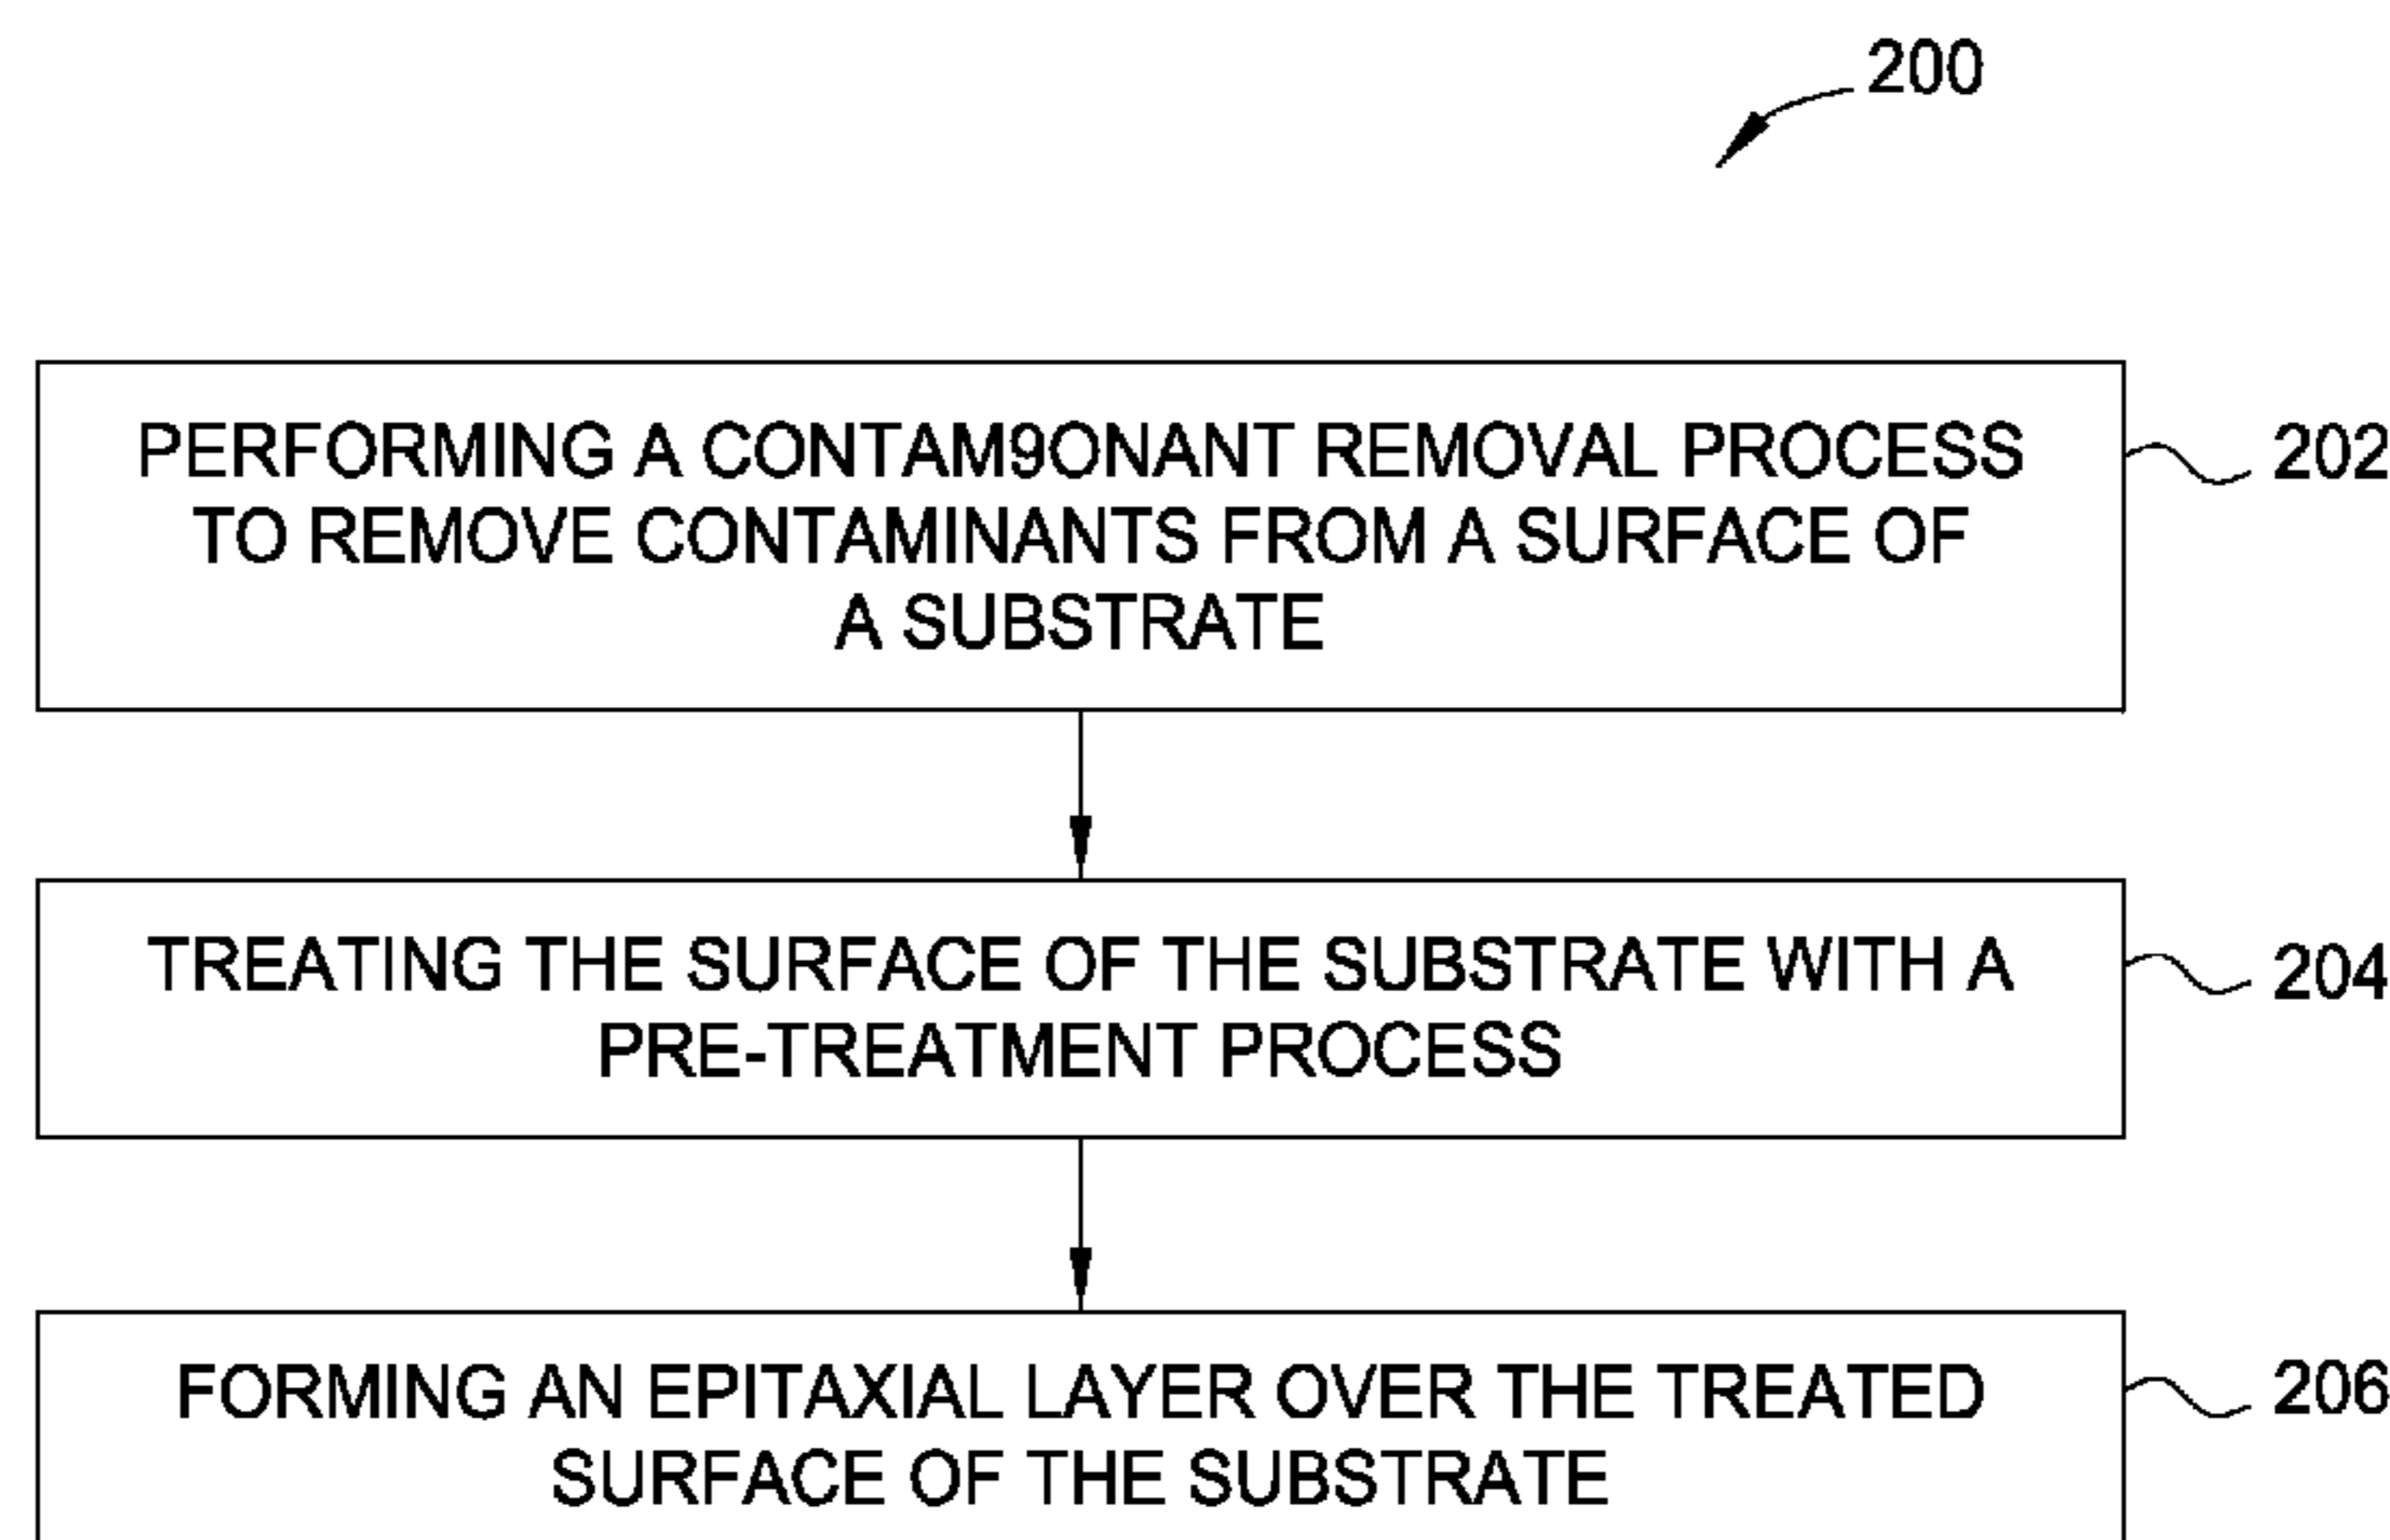 200
PERFORMING A CONTAM9ONANT REMOVAL PROCESS
TO REMOVE CONTAMINANTS FROM A SURFACE OF
A SUBSTRATE
202
TREATING THE SURFACE OF THE SUBSTRATE WITH A
PRE-TREATMENT PROCESS
204
FORMING AN EPITAXIAL LAYER OVER THE TREATED
SURFACE OF THE SUBSTRATE
206